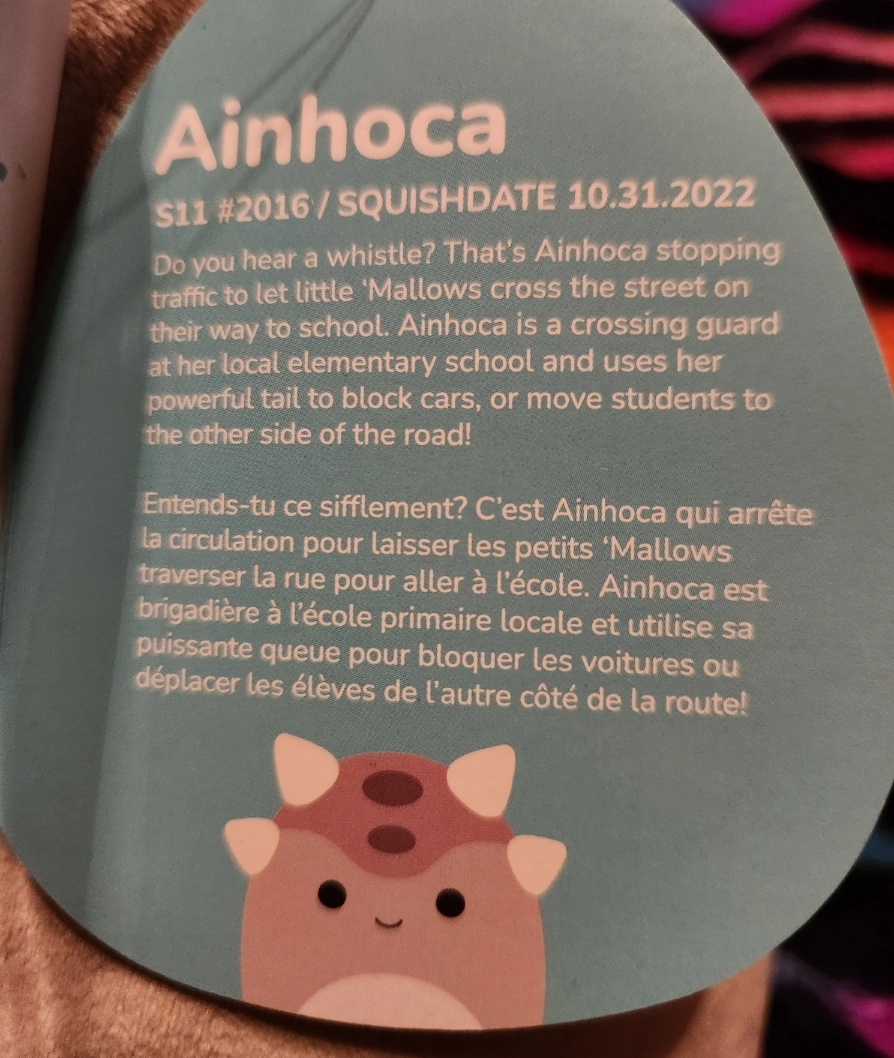 Ainhoca
S11 #2016 / SQUISHDATE 10.31.2022
Do you hear a whistle? That's Ainhoca stopping
traffic to let little ‘Mallows cross the street on
their way to school. Ainhoca is a crossing guard
at her local elementary school and uses her
powerful tail to block cars, or move students to
the other side of the road!
Entends-tu ce sifflement? C'est Ainhoca qui arrête
la circulation pour laisser les petits ‘Mallows
traverser la rue pour aller à l'école. Ainhoca est
brigadière à l'école primaire locale et utilise sa
puissante queue pour bloquer les voitures ou
déplacer les élèves de l'autre côté de la route!